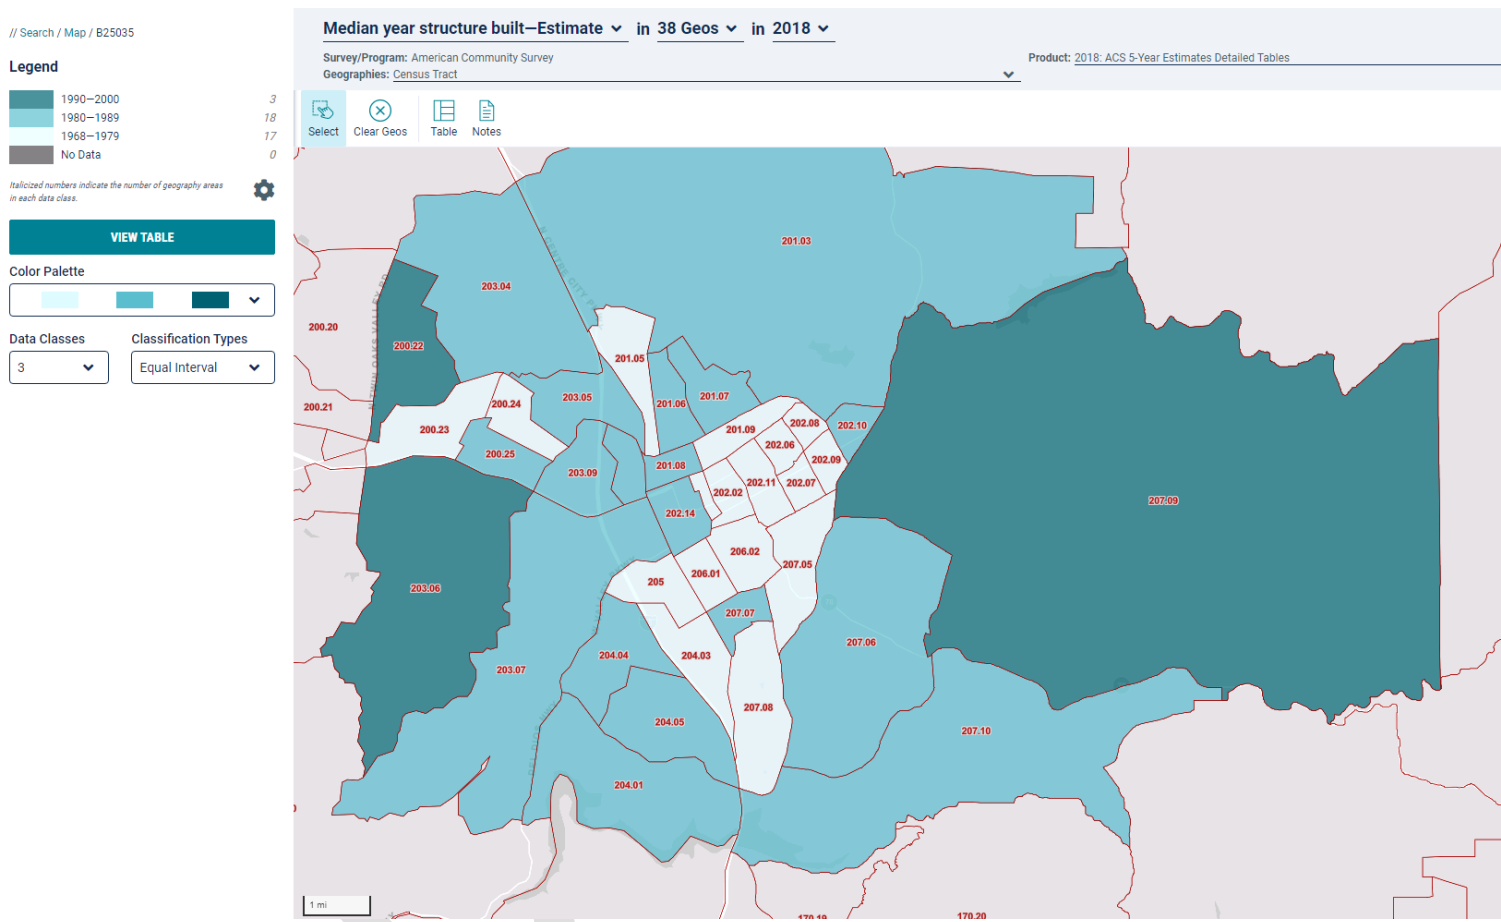 // Search / Map / B25035
Legend
1990—2000 3
1980—1989 18
1968—1979 17
No Data 0
Italicized numbers indicate the number of geography areas
in each data class.
VIEW TABLE
Color Palette
Data Classes
Classification Types
3
Equal Interval
Median year structure built—Estimate in 38 Geos in 2018
Survey/Program: American Community Survey
Product: 2018: ACS 5-Year Estimates Detailed Tables
Geographies: Census Tract
Select
Clear Geos
Table
Notes
201.03
203.04
N CENTRE CITY PK
N TWIN OAKS VALLEY RD
200.20
200.22
201.05
200.21
200.24
203.05
201.06
201.07
200.23
201.09
202.08
202.10
202.06
200.25
203.09
201.08
202.09
202.02
202.11
202.07
207.09
202.14
206.02
207.05
205
206.01
203.06
207.07
207.06
203.07
204.04
204.03
207.08
204.05
207.10
204.01
1 mi
170.19
170.20